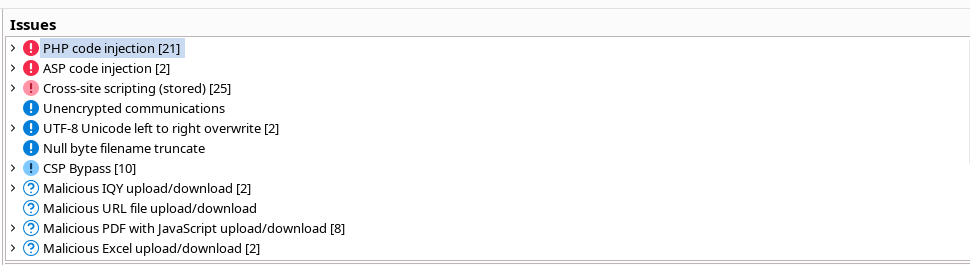 Issues
PHP code injection [21]
ASP code injection [2]
Cross-site scripting (stored) [25]
Unencrypted communications
UTF-8 Unicode left to right overwrite [2]
Null byte filename truncate
CSP Bypass [10]
Malicious IQY upload/download [2]
Malicious URL file upload/download
Malicious PDF with JavaScript upload/download [8]
Malicious Excel upload/download [2]